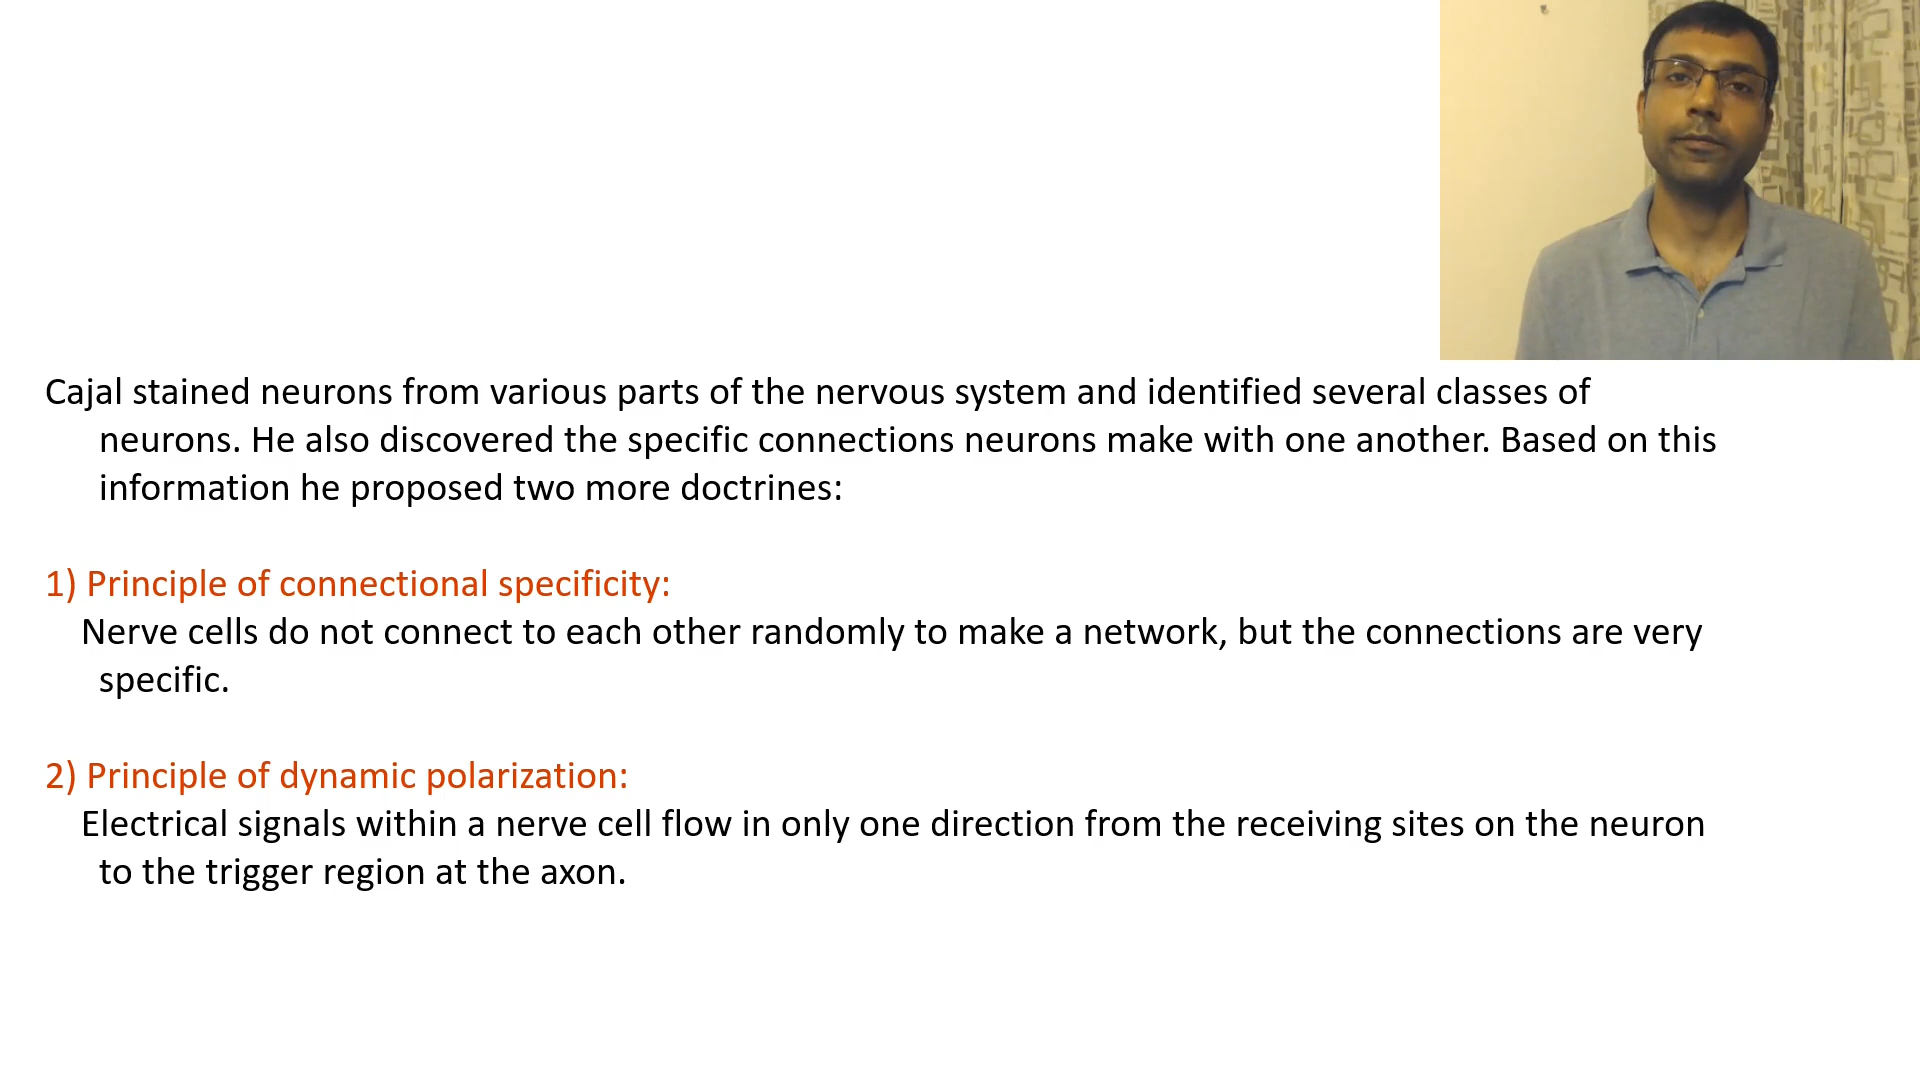 Cajal stained neurons from various parts of the nervous system and identified several classes of
neurons. He also discovered the specific connections neurons make with one another. Based on this
information he proposed two more doctrines:
1) Principle of connectional specificity:
Nerve cells do not connect to each other randomly to make a network, but the connections are very
specific.
2) Principle of dynamic polarization:
Electrical signals within a nerve cell flow in only one direction from the receiving sites on the neuron
to the trigger region at the axon.